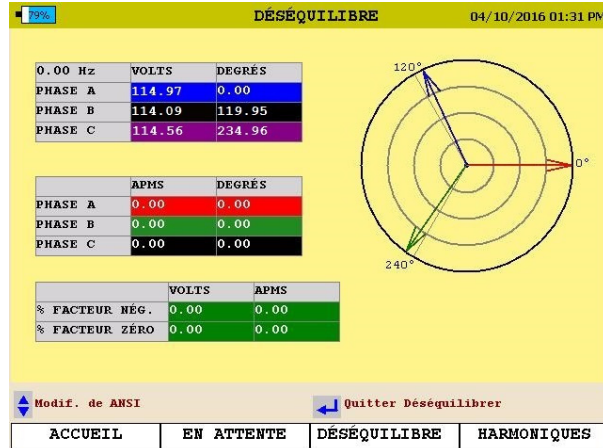 79% DÉSÉQUILIBRE 04/10/2016 01:31 PM
120°
0.00 Hz VOLTS DEGRÉS
PHASE A 114.97 0.00
PHASE B 114.09 119.95
PHASE C 114.56 234.96
0°
APMS DEGRÉS
PHASE A 0.00 0.00
PHASE B 0.00 0.00
PHASE C 0.00 0.00
240°
VOLTS APMS
% FACTEUR NÉG. 0.00 0.00
% FACTEUR ZÉRO 0.00 0.00
Modif. de ANSI Quitter Déséquilibrer
ACCUEIL EN ATTENTE DÉSÉQUILIBRE HARMONIQUES